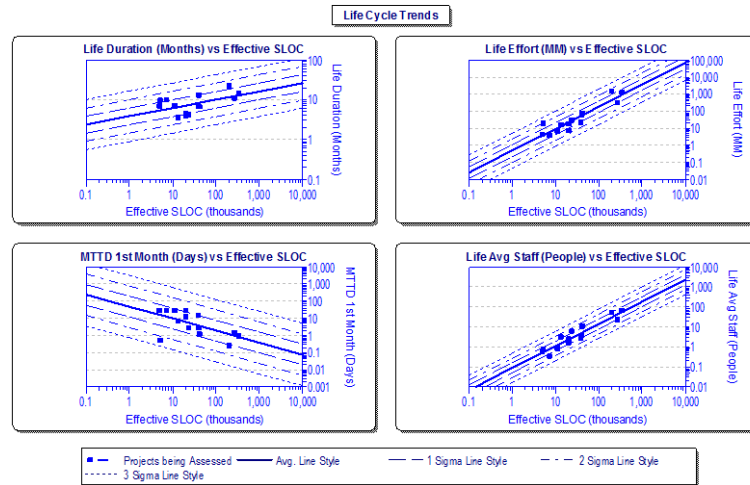 Life Cycle Trends
Life Duration (Months) vs Effective SLOC
100
10
1
0.1
Life Duration (Months)
0.1 1 10 100 1,000 10,000
Effective SLOC (thousands)
Life Effort (MM) vs Effective SLOC
100,000
10,000
1,000
100
10
1
0.1
0.01
Life Effort (MM)
0.1 1 10 100 1,000 10,000
Effective SLOC (thousands)
MTTD 1st Month (Days) vs Effective SLOC
10,000
1,000
100
10
1
0.1
0.01
0.001
MTTD 1st Month (Days)
0.1 1 10 100 1,000 10,000
Effective SLOC (thousands)
Life Avg Staff (People) vs Effective SLOC
10,000
1,000
100
10
1
0.1
0.01
Life Avg Staff (People)
0.1 1 10 100 1,000 10,000
Effective SLOC (thousands)
Projects being Assessed Avg. Line Style 1 Sigma Line Style 2 Sigma Line Style
3 Sigma Line Style